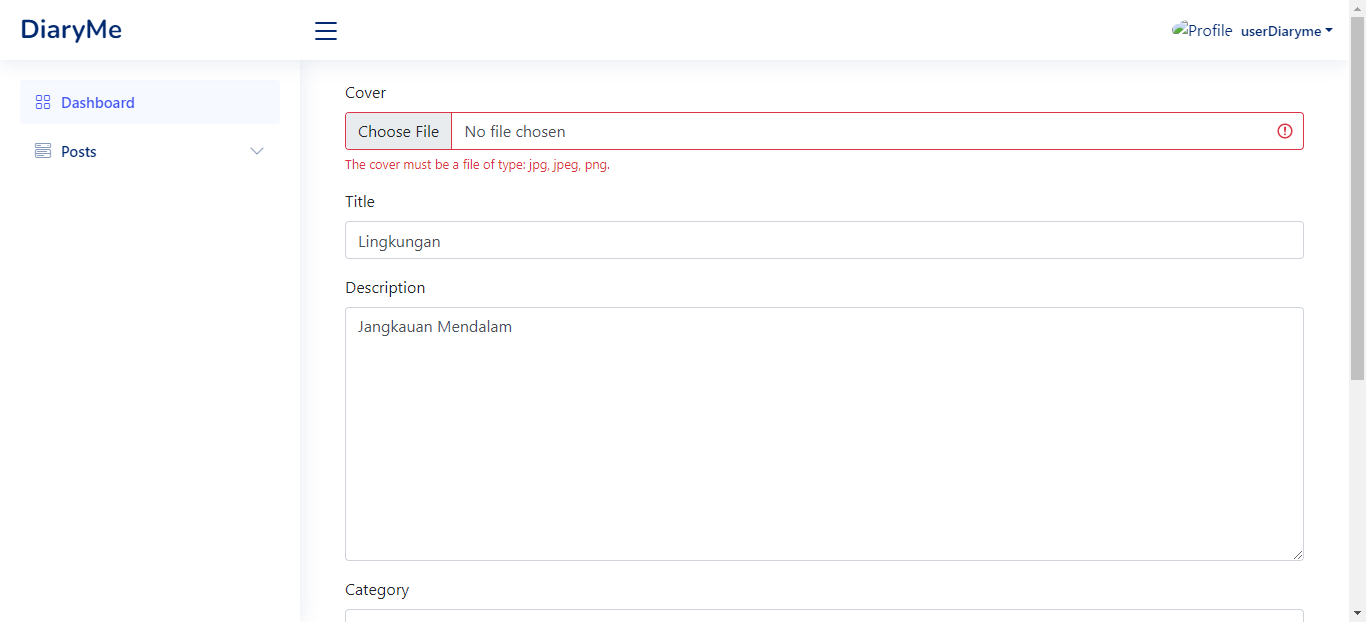 DiaryMe
Profile userDiaryme
Dashboard
Posts
Cover
Choose File No file chosen
The cover must be a file of type: jpg, jpeg, png.
Title
Lingkungan
Description
Jangkauan Mendalam
Category